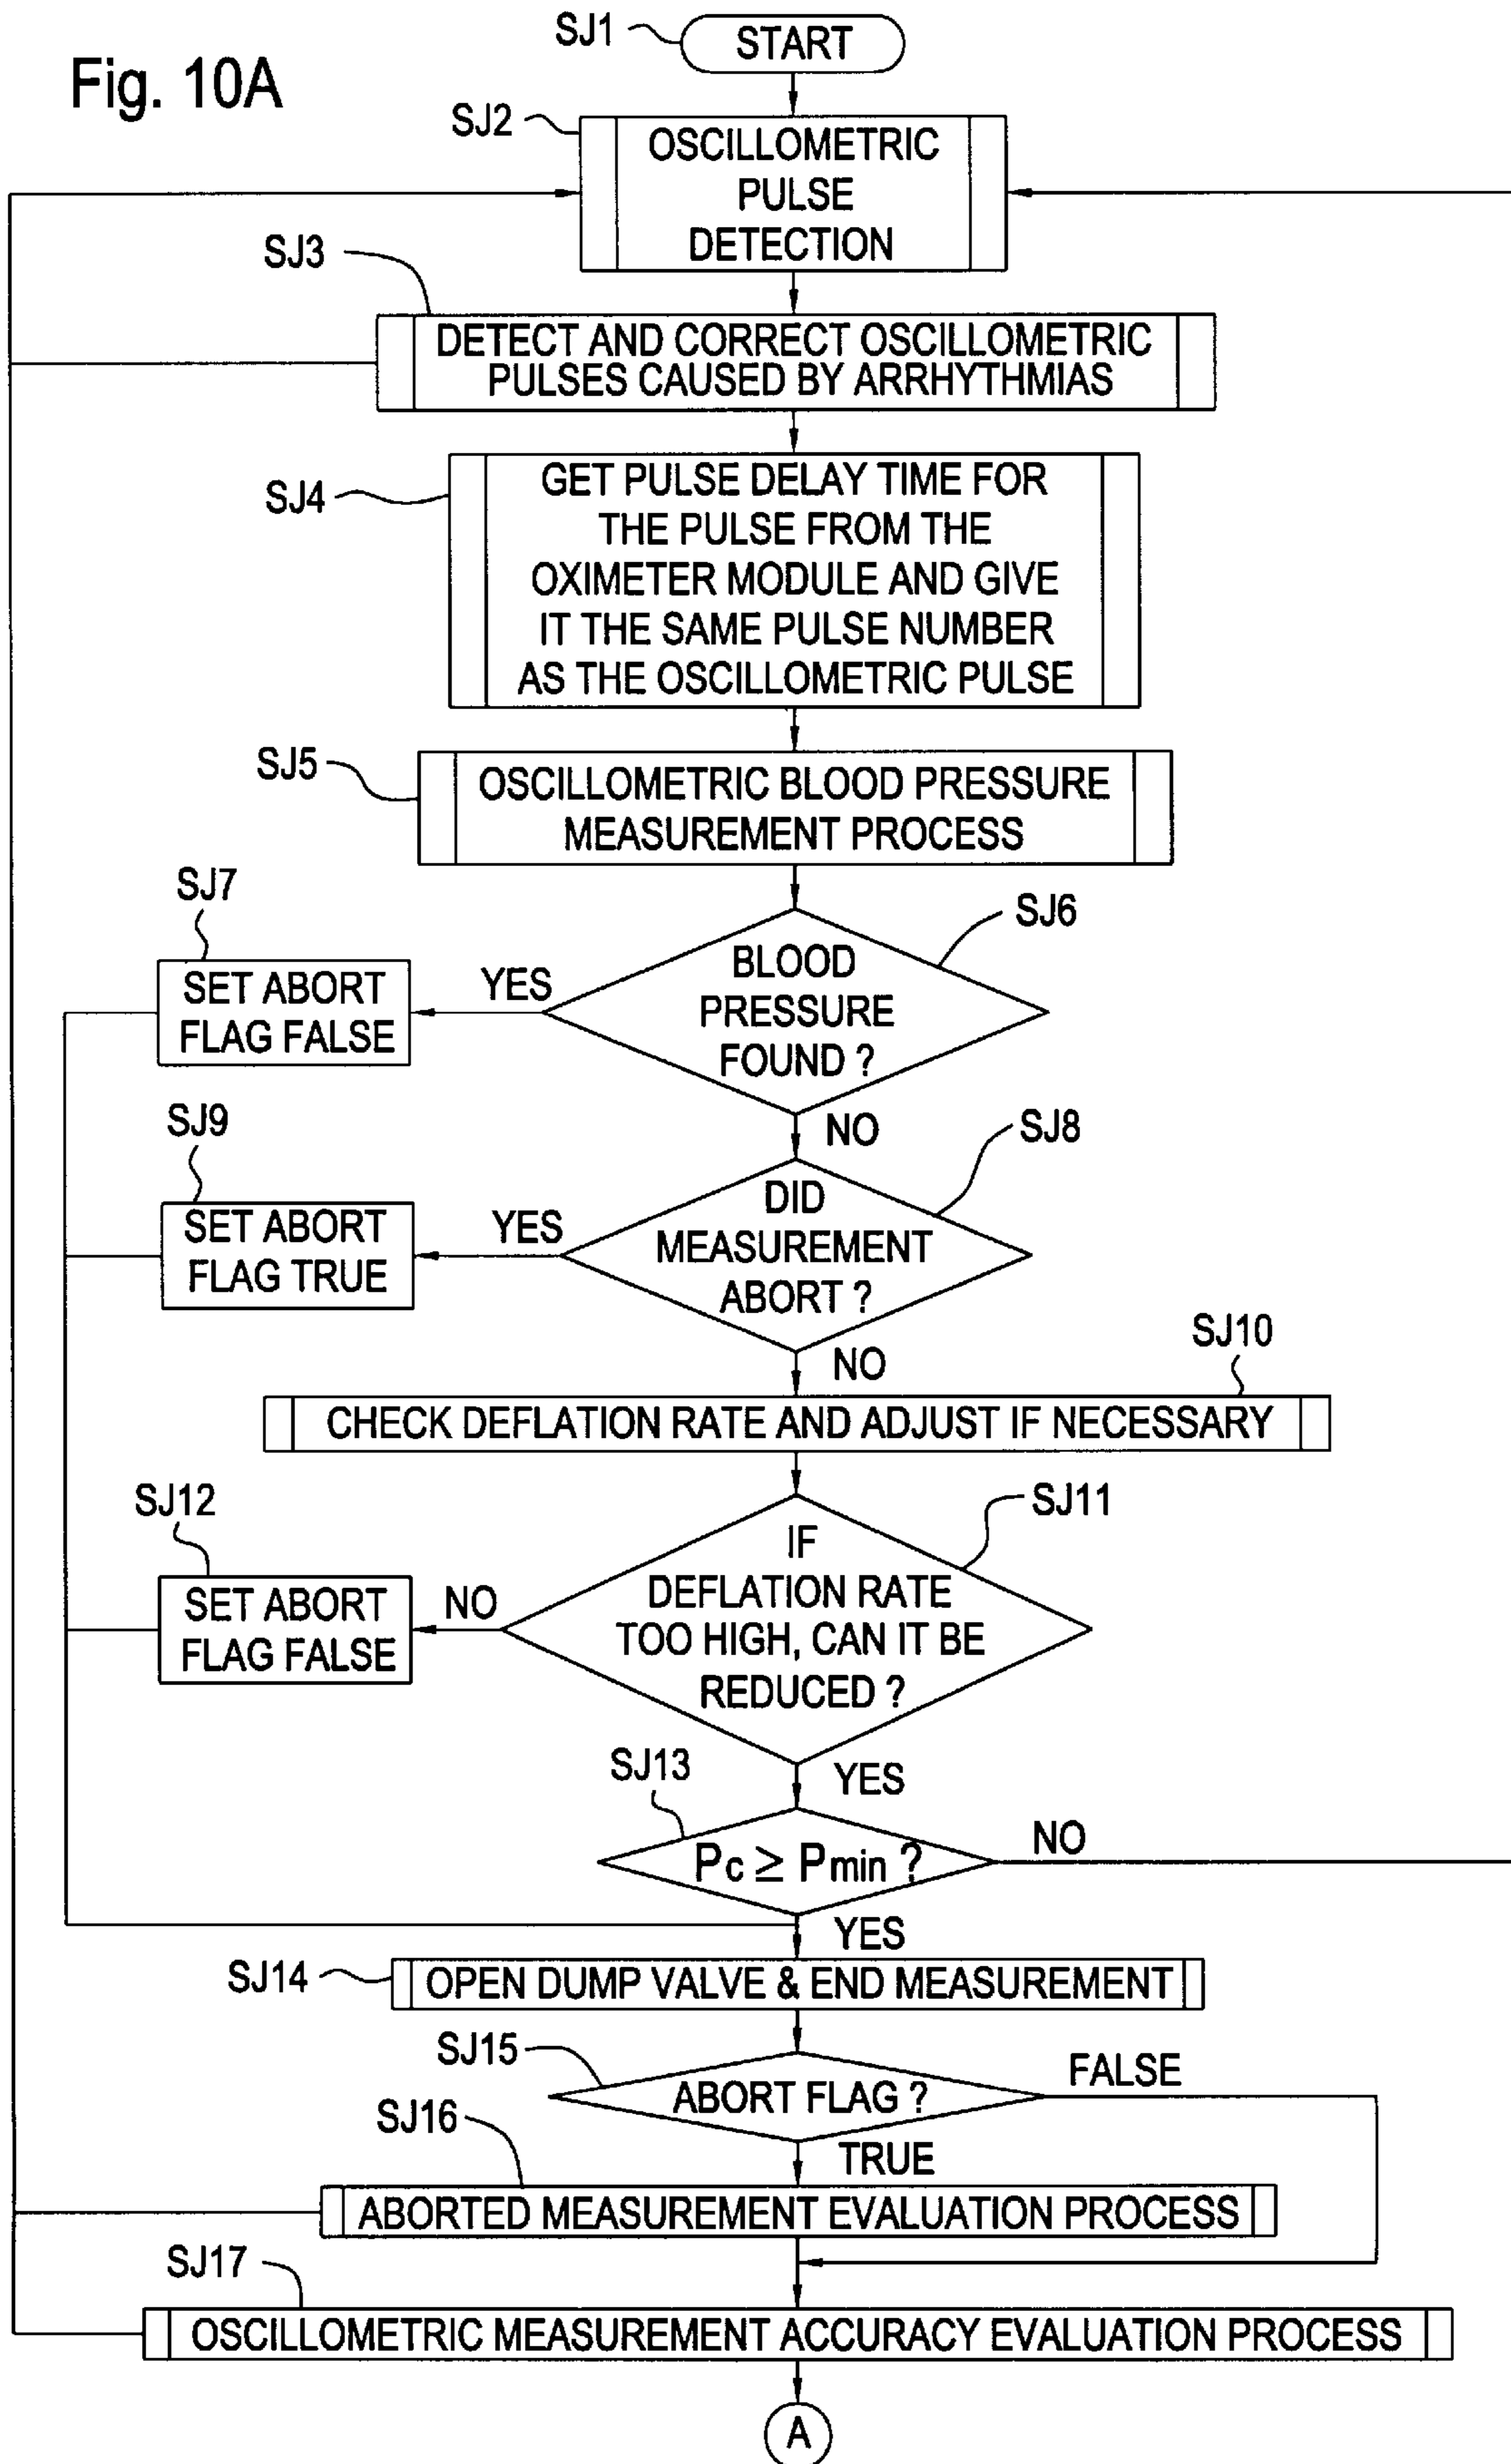 Fig. 10A
SJ1
START
SJ2
OSCILLOMETRIC
PULSE
DETECTION
SJ3
DETECT AND CORRECT OSCILLOMETRIC
PULSES CAUSED BY ARRHYTHMIAS
SJ4
GET PULSE DELAY TIME FOR
THE PULSE FROM THE
OXIMETER MODULE AND GIVE
IT THE SAME PULSE NUMBER
AS THE OSCILLOMETRIC PULSE
SJ5
OSCILLOMETRIC BLOOD PRESSURE
MEASUREMENT PROCESS
SJ6
BLOOD
PRESSURE
FOUND ?
YES
SJ7
SET ABORT
FLAG FALSE
NO
SJ8
DID
MEASUREMENT
ABORT ?
YES
SJ9
SET ABORT
FLAG TRUE
NO
SJ10
CHECK DEFLATION RATE AND ADJUST IF NECESSARY
SJ11
IF
DEFLATION RATE
TOO HIGH, CAN IT BE
REDUCED ?
NO
SJ12
SET ABORT
FLAG FALSE
YES
SJ13
Pc ≥ Pmin ?
NO
YES
SJ14
OPEN DUMP VALVE & END MEASUREMENT
SJ15
ABORT FLAG ?
FALSE
TRUE
SJ16
ABORTED MEASUREMENT EVALUATION PROCESS
SJ17
OSCILLOMETRIC MEASUREMENT ACCURACY EVALUATION PROCESS
A